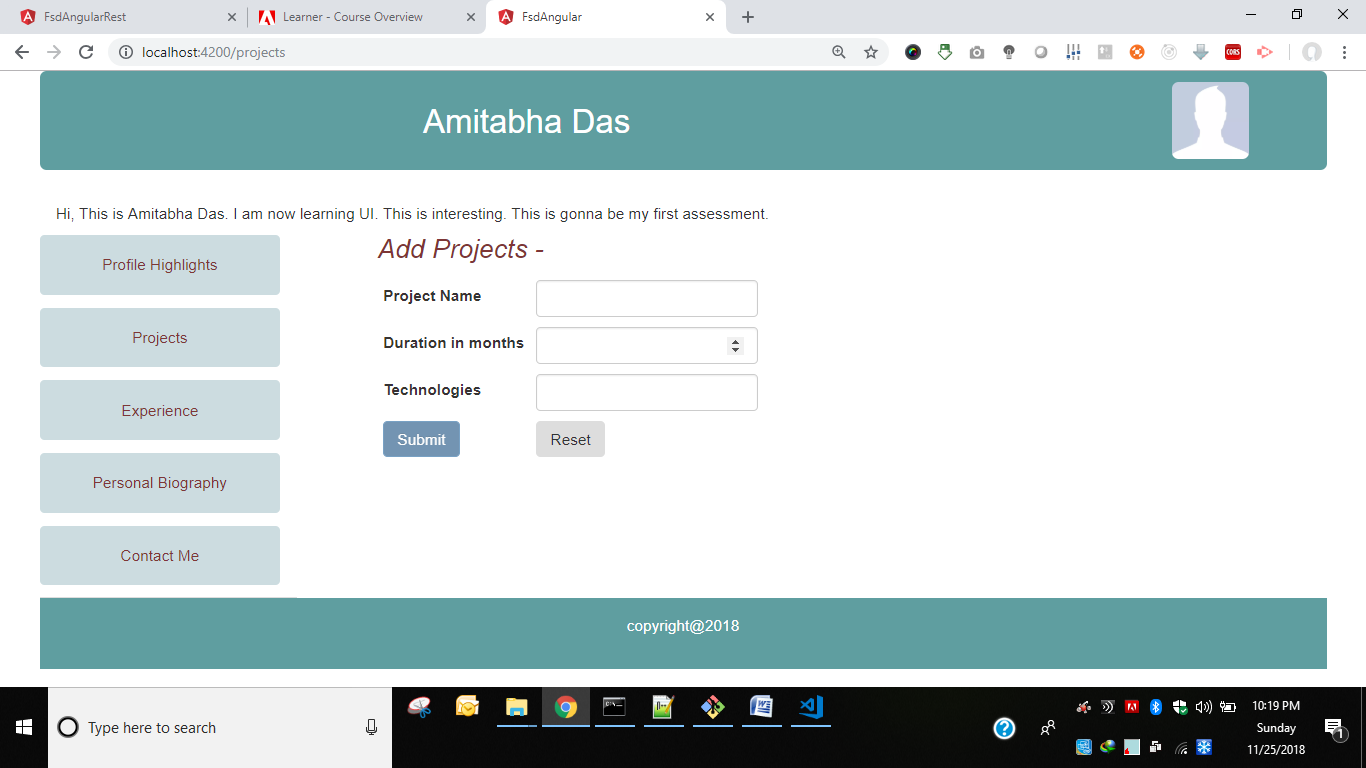 FsdAngularRest
Learner - Course Overview
FsdAngular
localhost:4200/projects
CORS
Amitabha Das
Hi, This is Amitabha Das. I am now learning UI. This is interesting. This is gonna be my first assessment.
Profile Highlights
Projects
Experience
Personal Biography
Contact Me
Add Projects -
Project Name
Duration in months
Technologies
Submit
Reset
copyright@2018
Type here to search
10:19 PM
Sunday
11/25/2018
1